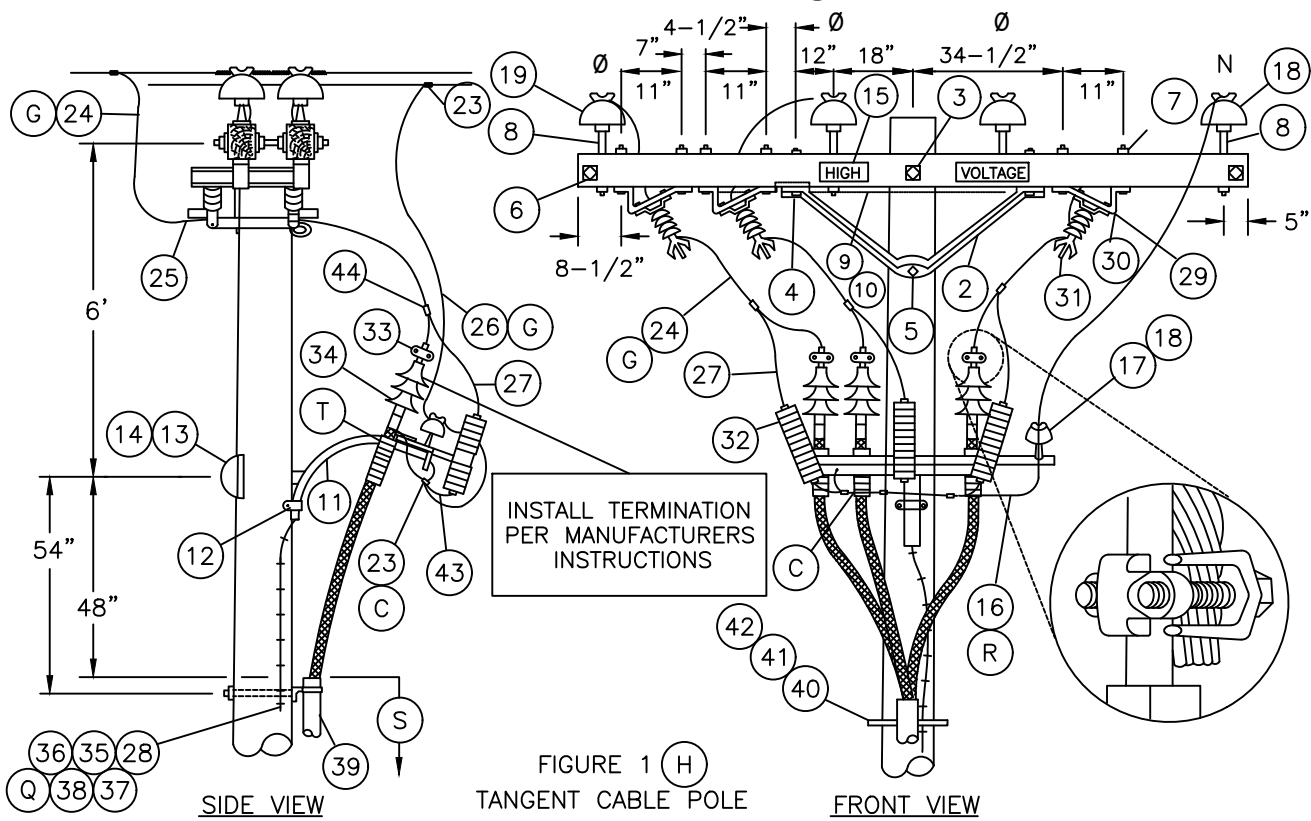 4-1/2"
Ø
Ø
7"
12"
18"
34-1/2"
19
Ø
N
18
11"
11"
15
3
11"
7
G 24
23
8
8
HIGH
VOLTAGE
6
5"
25
8-1/2"
9
2
30
29
44
4
10
31
6'
33
26 G
24
5
G
17
18
34
27
27
T
32
14 13
11
INSTALL TERMINATION
PER MANUFACTURERS
INSTRUCTIONS
54"
12
23
43
C
48"
C
16
42
R
41
40
S
36 35 28
39
FIGURE 1 H
Q 38 37
TANGENT CABLE POLE
SIDE VIEW
FRONT VIEW